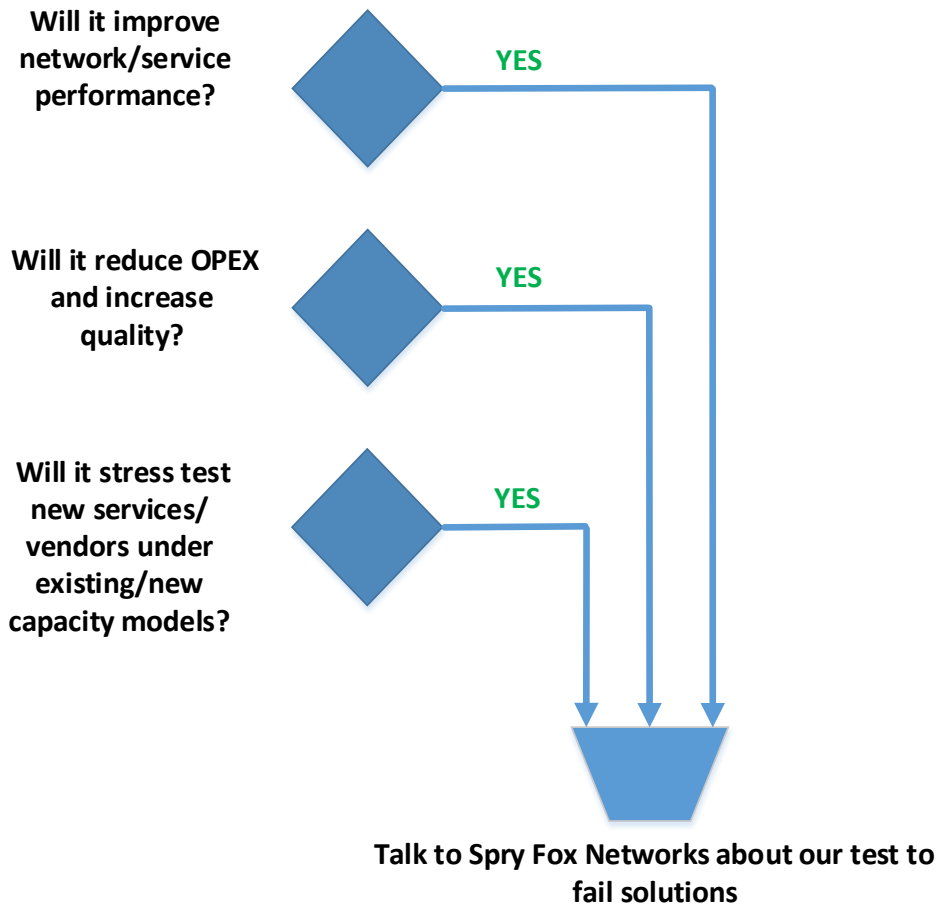 Will it improve
network/service
performance?
YES
Will it reduce OPEX
and increase
quality?
YES
Will it stress test
new services/
vendors under
existing/new
capacity models?
YES
Talk to Spry Fox Networks about our test to
fail solutions